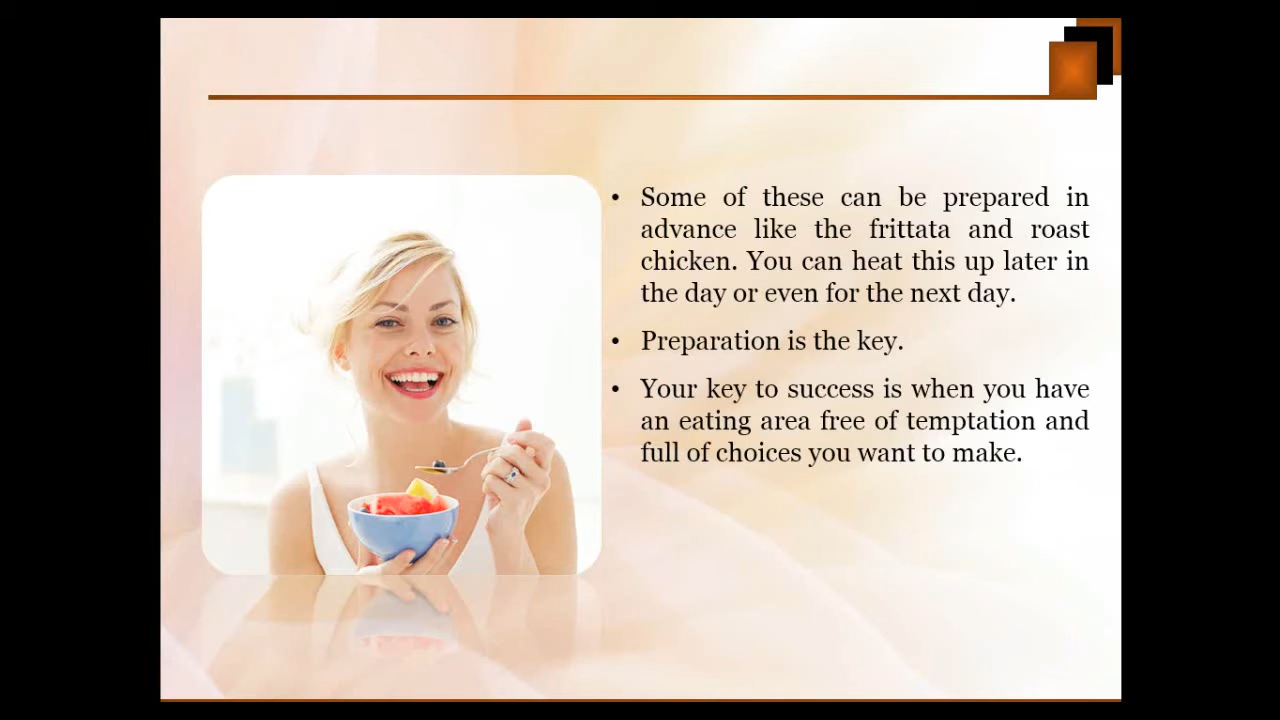 • Some of these can be prepared in
advance like the frittata and roast
chicken. You can heat this up later in
the day or even for the next day.
• Preparation is the key.
• Your key to success is when you have
an eating area free of temptation and
full of choices you want to make.